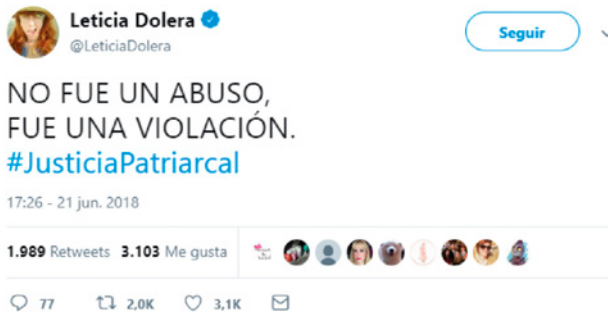 Leticia Dolera
@LeticiaDolera
Seguir
NO FUE UN ABUSO,
FUE UNA VIOLACIÓN.
#JusticiaPatriarcal
17:26 - 21 jun. 2018
1.989 Retweets 3.103 Me gusta
77 2,0K 3,1K